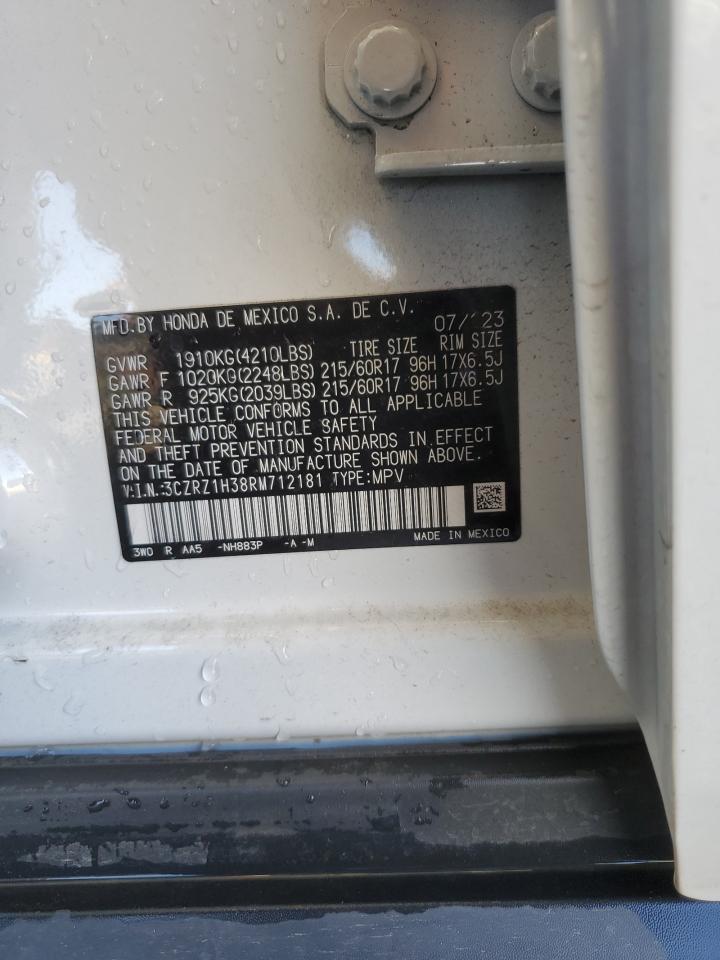 MFD.BY HONDA DE MEXICO S.A. DE C.V. 07/'23
GVWR 1910KG(4210LBS) TIRE SIZE RIM SIZE
GAWR F 1020KG(2248LBS) 215/60R17 96H 17X6.5J
GAWR R 925KG(2039LBS) 215/60R17 96H 17X6.5J
THIS VEHICLE CONFORMS TO ALL APPLICABLE
FEDERAL MOTOR VEHICLE SAFETY
AND THEFT PREVENTION STANDARDS IN EFFECT
ON THE DATE OF MANUFACTURE SHOWN ABOVE.
V.I.N.:3CZRZ1H38RM712181 TYPE:MPV
3W0 R AA5 -NH883P -A -M MADE IN MEXICO